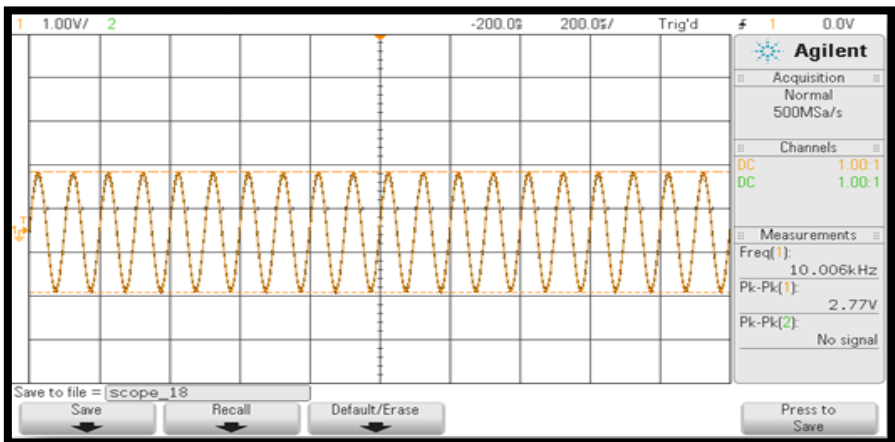 1 1.00V/ 2 -200.0% 200.0%/ Trig'd 1 0.0V
Agilent
Acquisition
Normal
500MSa/s
Channels
DC 1.00:1
DC 1.00:1
Measurements
Freq(1):
10.006kHz
Pk-Pk(1):
2.77V
Pk-Pk(2):
No signal
T
1
Save to file = scope_18
Save Recall Default/Erase Press to
Save